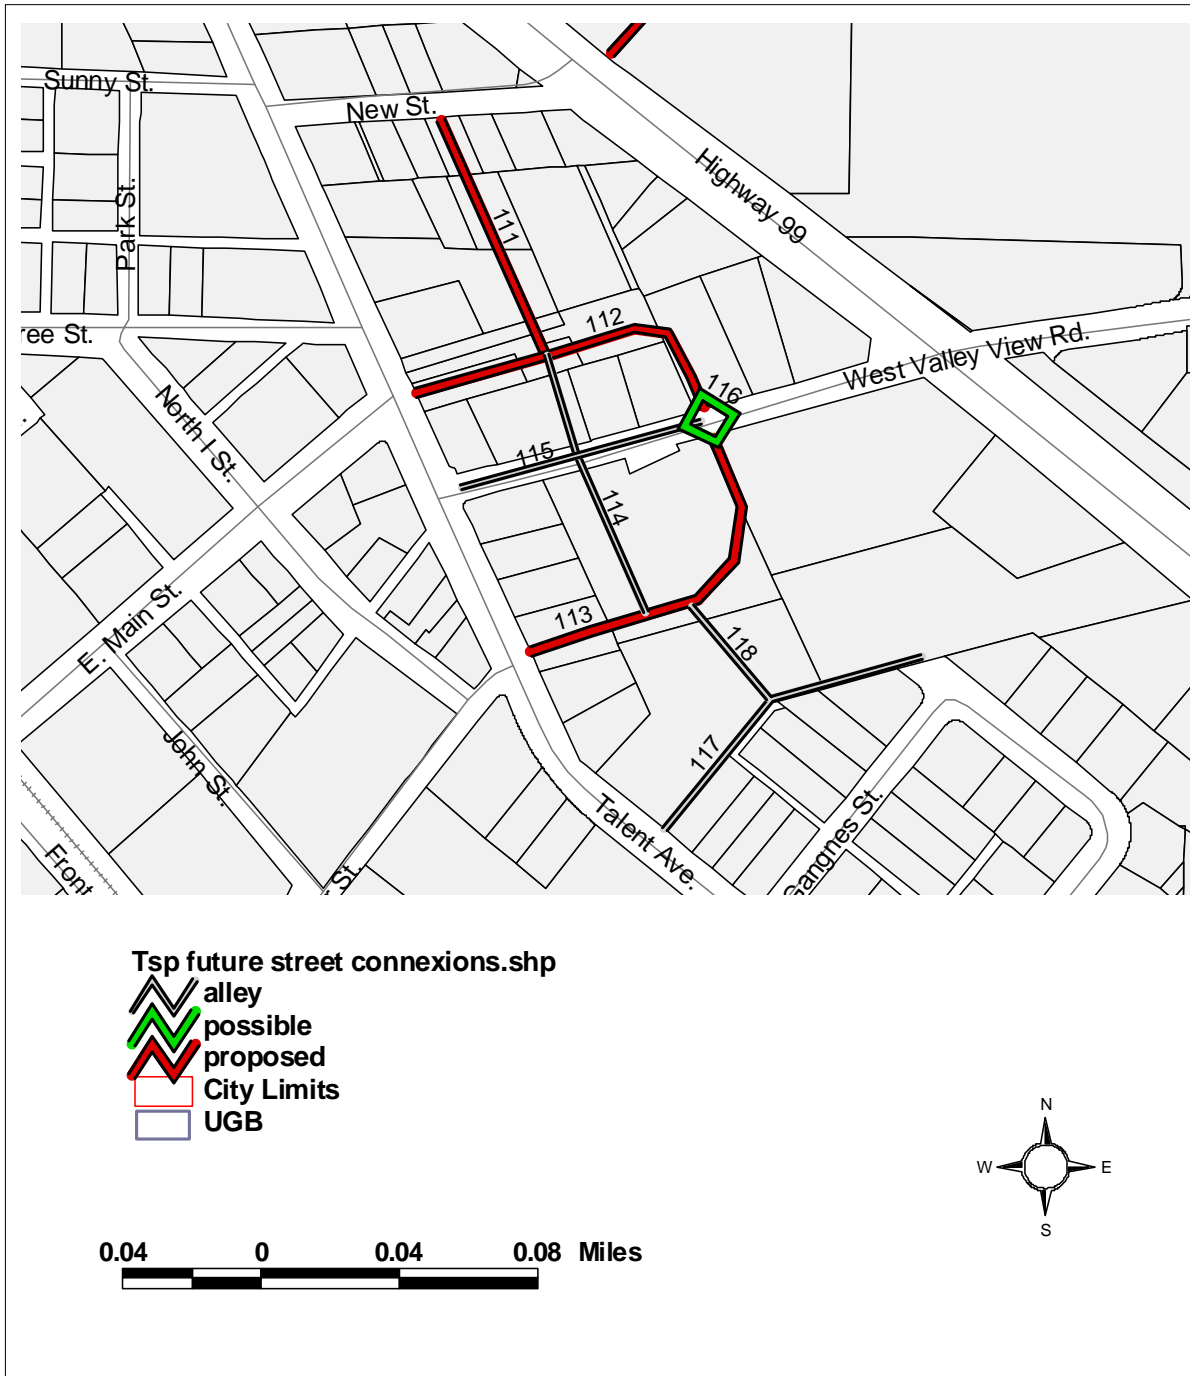 Sunny St.
New St.
Highway 99
Park St.
111
112
ree St.
West Valley View Rd.
116
North I St.
115
114
E. Main St.
113
118
John St.
117
Talent Ave.
Gangnes St.
Front
St.
Tsp future street connexions.shp
alley
possible
proposed
City Limits
UGB
N
W E
S
0.04 0 0.04 0.08 Miles